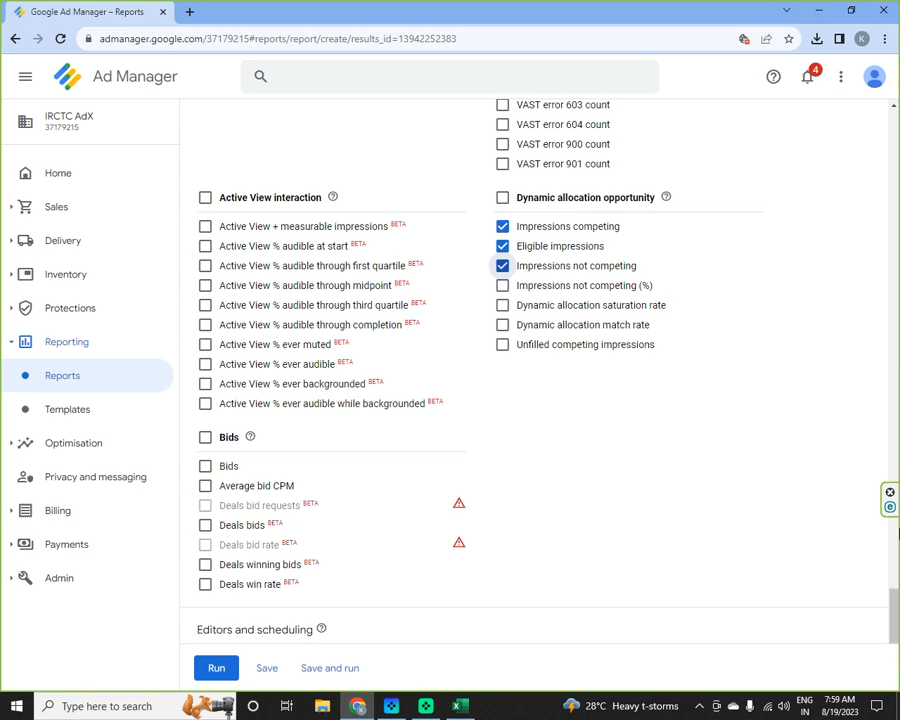 Google Ad Manager – Reports
admanager.google.com/37179215#reports/report/create/results_id=13942252383
K
Ad Manager
4
IRCTC AdX
37179215
Home
Sales
Delivery
Inventory
Protections
Reporting
Reports
Templates
Optimisation
Privacy and messaging
Billing
Payments
Admin
VAST error 603 count
VAST error 604 count
VAST error 900 count
VAST error 901 count
Active View interaction
Active View + measurable impressions BETA
Active View % audible at start BETA
Active View % audible through first quartile BETA
Active View % audible through midpoint BETA
Active View % audible through third quartile BETA
Active View % audible through completion BETA
Active View % ever muted BETA
Active View % ever audible BETA
Active View % ever backgrounded BETA
Active View % ever audible while backgrounded BETA
Dynamic allocation opportunity
Impressions competing
Eligible impressions
Impressions not competing
Impressions not competing (%)
Dynamic allocation saturation rate
Dynamic allocation match rate
Unfilled competing impressions
Bids
Bids
Average bid CPM
Deals bid requests BETA
Deals bids BETA
Deals bid rate BETA
Deals winning bids BETA
Deals win rate BETA
Editors and scheduling
Run
Save
Save and run
Type here to search
28°C Heavy t-storms
ENG
IN
7:59 AM
8/19/2023